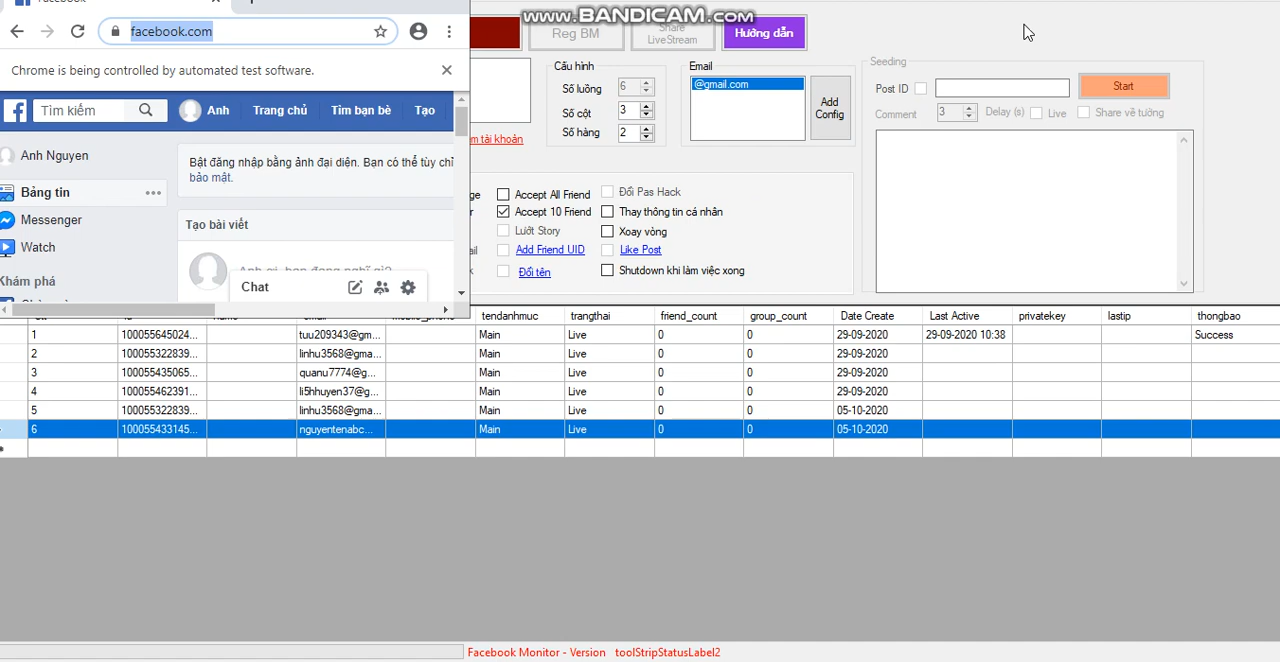 www.BANDICAM.com
facebook.com
Chrome is being controlled by automated test software.
Tìm kiếm
Anh
Trang chủ
Tìm bạn bè
Tạo
Anh Nguyen
Bảng tin
Messenger
Watch
Khám phá
Bật đăng nhập bằng ảnh đại diện. Bạn có thể tùy chỉ
bảo mật.
Tạo bài viết
Chat
Reg BM
Share
LiveStream
Hướng dẫn
Cấu hình
Số luồng 6
Số cột 3
Số hàng 2
m tài khoản
Email
@gmail.com
Add
Config
Seeding
Post ID
Start
Comment 3 Delay (s) Live Share về tường
Accept All Friend
Đổi Pas Hack
Accept 10 Friend
Thay thông tin cá nhân
Lướt Story
Xoay vòng
Add Friend UID
Like Post
Đổi tên
Shutdown khi làm việc xong
tendanhmuc trangthai friend_count group_count Date Create Last Active privatekey lastip thongbao
1 100055645024... tuu209343@gm... Main Live 0 0 29-09-2020 29-09-2020 10:38 Success
2 100055322839... linhu3568@gma... Main Live 0 0 29-09-2020
3 100055435065... quanu7774@g... Main Live 0 0 29-09-2020
4 100055462391... li5hhuyen37@g... Main Live 0 0 29-09-2020
5 100055322839... linhu3568@gma... Main Live 0 0 05-10-2020
6 100055433145... nguyentenabc... Main Live 0 0 05-10-2020
Facebook Monitor - Version toolStripStatusLabel2